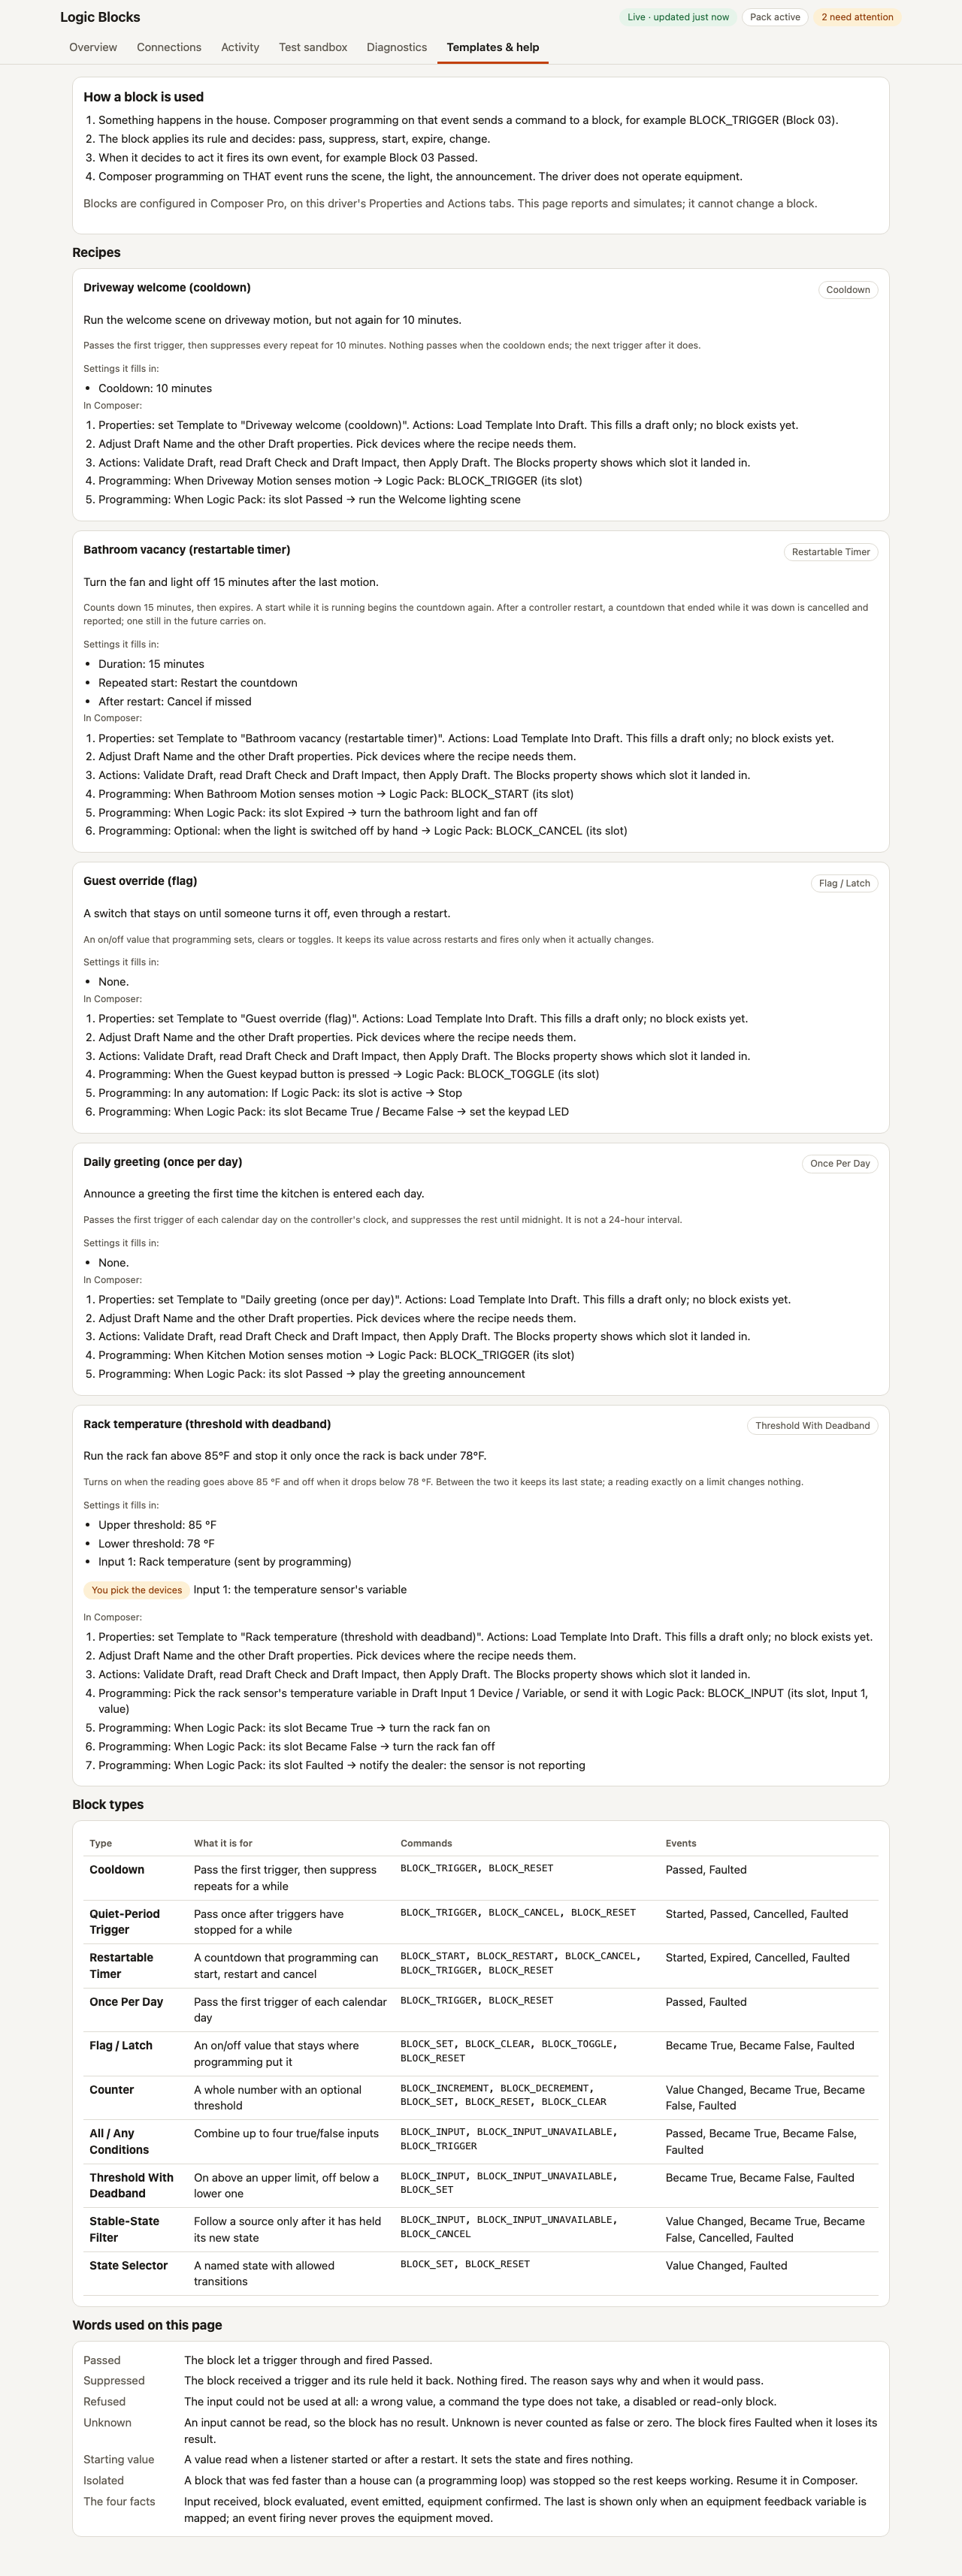 Logic Blocks
Live · updated just now
Pack active
2 need attention
Overview
Connections
Activity
Test sandbox
Diagnostics
Templates & help
How a block is used
1. Something happens in the house. Composer programming on that event sends a command to a block, for example BLOCK_TRIGGER (Block 03).
2. The block applies its rule and decides: pass, suppress, start, expire, change.
3. When it decides to act it fires its own event, for example Block 03 Passed.
4. Composer programming on THAT event runs the scene, the light, the announcement. The driver does not operate equipment.
Blocks are configured in Composer Pro, on this driver's Properties and Actions tabs. This page reports and simulates; it cannot change a block.
Recipes
Driveway welcome (cooldown)
Cooldown
Run the welcome scene on driveway motion, but not again for 10 minutes.
Passes the first trigger, then suppresses every repeat for 10 minutes. Nothing passes when the cooldown ends; the next trigger after it does.
Settings it fills in:
• Cooldown: 10 minutes
In Composer:
1. Properties: set Template to "Driveway welcome (cooldown)". Actions: Load Template Into Draft. This fills a draft only; no block exists yet.
2. Adjust Draft Name and the other Draft properties. Pick devices where the recipe needs them.
3. Actions: Validate Draft, read Draft Check and Draft Impact, then Apply Draft. The Blocks property shows which slot it landed in.
4. Programming: When Driveway Motion senses motion → Logic Pack: BLOCK_TRIGGER (its slot)
5. Programming: When Logic Pack: its slot Passed → run the Welcome lighting scene
Bathroom vacancy (restartable timer)
Restartable Timer
Turn the fan and light off 15 minutes after the last motion.
Counts down 15 minutes, then expires. A start while it is running begins the countdown again. After a controller restart, a countdown that ended while it was down is cancelled and
reported; one still in the future carries on.
Settings it fills in:
• Duration: 15 minutes
• Repeated start: Restart the countdown
• After restart: Cancel if missed
In Composer:
1. Properties: set Template to "Bathroom vacancy (restartable timer)". Actions: Load Template Into Draft. This fills a draft only; no block exists yet.
2. Adjust Draft Name and the other Draft properties. Pick devices where the recipe needs them.
3. Actions: Validate Draft, read Draft Check and Draft Impact, then Apply Draft. The Blocks property shows which slot it landed in.
4. Programming: When Bathroom Motion senses motion → Logic Pack: BLOCK_START (its slot)
5. Programming: When Logic Pack: its slot Expired → turn the bathroom light and fan off
6. Programming: Optional: when the light is switched off by hand → Logic Pack: BLOCK_CANCEL (its slot)
Guest override (flag)
Flag / Latch
A switch that stays on until someone turns it off, even through a restart.
An on/off value that programming sets, clears or toggles. It keeps its value across restarts and fires only when it actually changes.
Settings it fills in:
• None.
In Composer:
1. Properties: set Template to "Guest override (flag)". Actions: Load Template Into Draft. This fills a draft only; no block exists yet.
2. Adjust Draft Name and the other Draft properties. Pick devices where the recipe needs them.
3. Actions: Validate Draft, read Draft Check and Draft Impact, then Apply Draft. The Blocks property shows which slot it landed in.
4. Programming: When the Guest keypad button is pressed → Logic Pack: BLOCK_TOGGLE (its slot)
5. Programming: In any automation: If Logic Pack: its slot is active → Stop
6. Programming: When Logic Pack: its slot Became True / Became False → set the keypad LED
Daily greeting (once per day)
Once Per Day
Announce a greeting the first time the kitchen is entered each day.
Passes the first trigger of each calendar day on the controller's clock, and suppresses the rest until midnight. It is not a 24-hour interval.
Settings it fills in:
• None.
In Composer:
1. Properties: set Template to "Daily greeting (once per day)". Actions: Load Template Into Draft. This fills a draft only; no block exists yet.
2. Adjust Draft Name and the other Draft properties. Pick devices where the recipe needs them.
3. Actions: Validate Draft, read Draft Check and Draft Impact, then Apply Draft. The Blocks property shows which slot it landed in.
4. Programming: When Kitchen Motion senses motion → Logic Pack: BLOCK_TRIGGER (its slot)
5. Programming: When Logic Pack: its slot Passed → play the greeting announcement
Rack temperature (threshold with deadband)
Threshold With Deadband
Run the rack fan above 85°F and stop it only once the rack is back under 78°F.
Turns on when the reading goes above 85 °F and off when it drops below 78 °F. Between the two it keeps its last state; a reading exactly on a limit changes nothing.
Settings it fills in:
• Upper threshold: 85 °F
• Lower threshold: 78 °F
• Input 1: Rack temperature (sent by programming)
You pick the devices Input 1: the temperature sensor's variable
In Composer:
1. Properties: set Template to "Rack temperature (threshold with deadband)". Actions: Load Template Into Draft. This fills a draft only; no block exists yet.
2. Adjust Draft Name and the other Draft properties. Pick devices where the recipe needs them.
3. Actions: Validate Draft, read Draft Check and Draft Impact, then Apply Draft. The Blocks property shows which slot it landed in.
4. Programming: Pick the rack sensor's temperature variable in Draft Input 1 Device / Variable, or send it with Logic Pack: BLOCK_INPUT (its slot, Input 1,
value)
5. Programming: When Logic Pack: its slot Became True → turn the rack fan on
6. Programming: When Logic Pack: its slot Became False → turn the rack fan off
7. Programming: When Logic Pack: its slot Faulted → notify the dealer: the sensor is not reporting
Block types
Type What it is for Commands Events
Cooldown Pass the first trigger, then suppress BLOCK_TRIGGER, BLOCK_RESET Passed, Faulted
repeats for a while
Quiet-Period Pass once after triggers have BLOCK_TRIGGER, BLOCK_CANCEL, BLOCK_RESET Started, Passed, Cancelled, Faulted
Trigger stopped for a while
Restartable A countdown that programming can BLOCK_START, BLOCK_RESTART, BLOCK_CANCEL, Started, Expired, Cancelled, Faulted
Timer start, restart and cancel BLOCK_TRIGGER, BLOCK_RESET
Once Per Day Pass the first trigger of each calendar BLOCK_TRIGGER, BLOCK_RESET Passed, Faulted
day
Flag / Latch An on/off value that stays where BLOCK_SET, BLOCK_CLEAR, BLOCK_TOGGLE, Became True, Became False, Faulted
programming put it BLOCK_RESET
Counter A whole number with an optional BLOCK_INCREMENT, BLOCK_DECREMENT, Value Changed, Became True, Became
threshold BLOCK_SET, BLOCK_RESET, BLOCK_CLEAR False, Faulted
All / Any Combine up to four true/false inputs BLOCK_INPUT, BLOCK_INPUT_UNAVAILABLE, Passed, Became True, Became False,
Conditions BLOCK_TRIGGER Faulted
Threshold With On above an upper limit, off below a BLOCK_INPUT, BLOCK_INPUT_UNAVAILABLE, Became True, Became False, Faulted
Deadband lower one BLOCK_SET
Stable-State Follow a source only after it has held BLOCK_INPUT, BLOCK_INPUT_UNAVAILABLE, Value Changed, Became True, Became
Filter its new state BLOCK_CANCEL False, Cancelled, Faulted
State Selector A named state with allowed BLOCK_SET, BLOCK_RESET Value Changed, Faulted
transitions
Words used on this page
Passed The block let a trigger through and fired Passed.
Suppressed The block received a trigger and its rule held it back. Nothing fired. The reason says why and when it would pass.
Refused The input could not be used at all: a wrong value, a command the type does not take, a disabled or read-only block.
Unknown An input cannot be read, so the block has no result. Unknown is never counted as false or zero. The block fires Faulted when it loses its
result.
Starting value A value read when a listener started or after a restart. It sets the state and fires nothing.
Isolated A block that was fed faster than a house can (a programming loop) was stopped so the rest keeps working. Resume it in Composer.
The four facts Input received, block evaluated, event emitted, equipment confirmed. The last is shown only when an equipment feedback variable is
mapped; an event firing never proves the equipment moved.